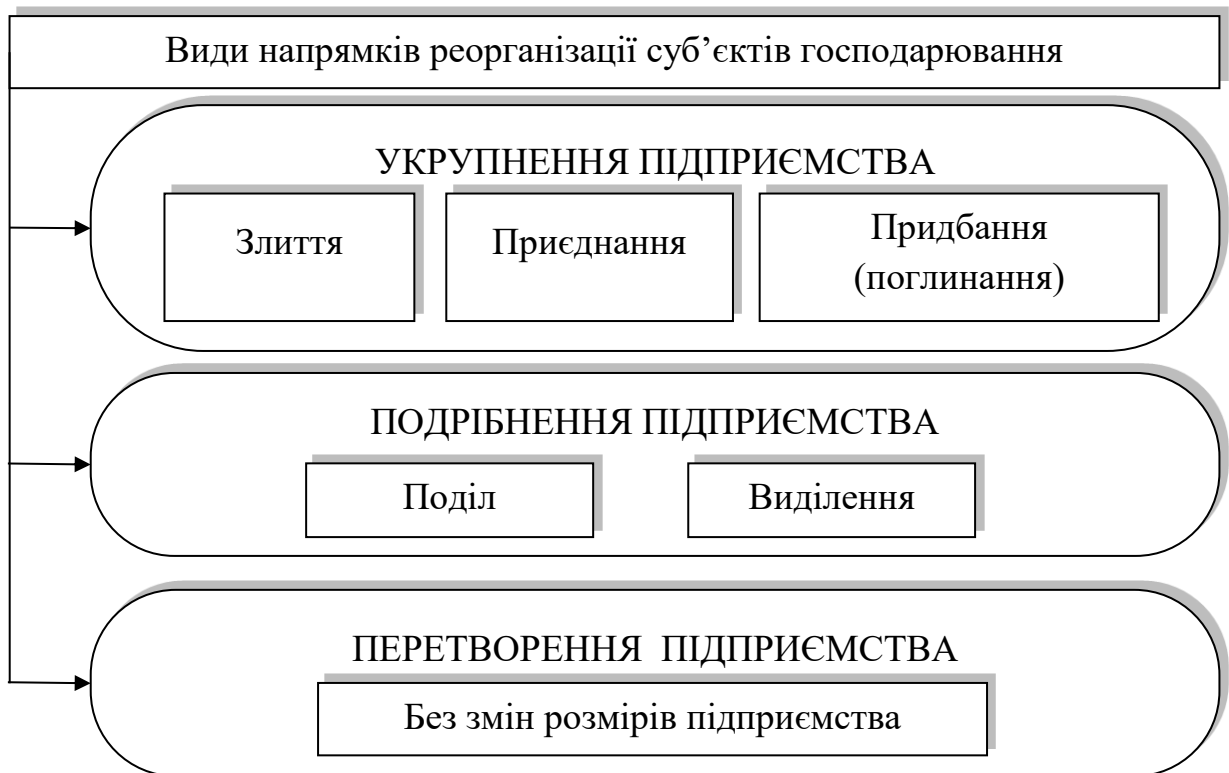 Види напрямків реорганізації суб’єктів господарювання
УКРУПНЕННЯ ПІДПРИЄМСТВА
Злиття
Приєднання
Придбання
(поглинання)
ПОДРІБНЕННЯ ПІДПРИЄМСТВА
Поділ
Виділення
ПЕРЕТВОРЕННЯ ПІДПРИЄМСТВА
Без змін розмірів підприємства